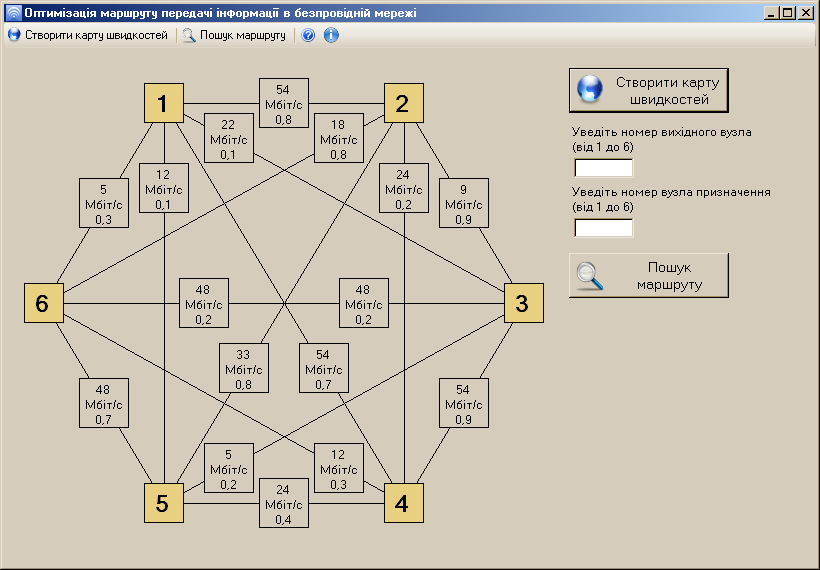 Оптимізація маршруту передачі інформації в безпровідній мережі
Створити карту швидкостей
Пошук маршруту
1
54
Мбіт/с
0,8
2
22
Мбіт/с
0,1
18
Мбіт/с
0,8
5
Мбіт/с
0,3
12
Мбіт/с
0,1
24
Мбіт/с
0,2
9
Мбіт/с
0,9
6
48
Мбіт/с
0,2
48
Мбіт/с
0,2
3
33
Мбіт/с
0,8
54
Мбіт/с
0,7
48
Мбіт/с
0,7
54
Мбіт/с
0,9
5
Мбіт/с
0,2
12
Мбіт/с
0,3
5
24
Мбіт/с
0,4
4
Створити карту
швидкостей
Уведіть номер вихідного вузла
(від 1 до 6)
Уведіть номер вузла призначення
(від 1 до 6)
Пошук
маршруту